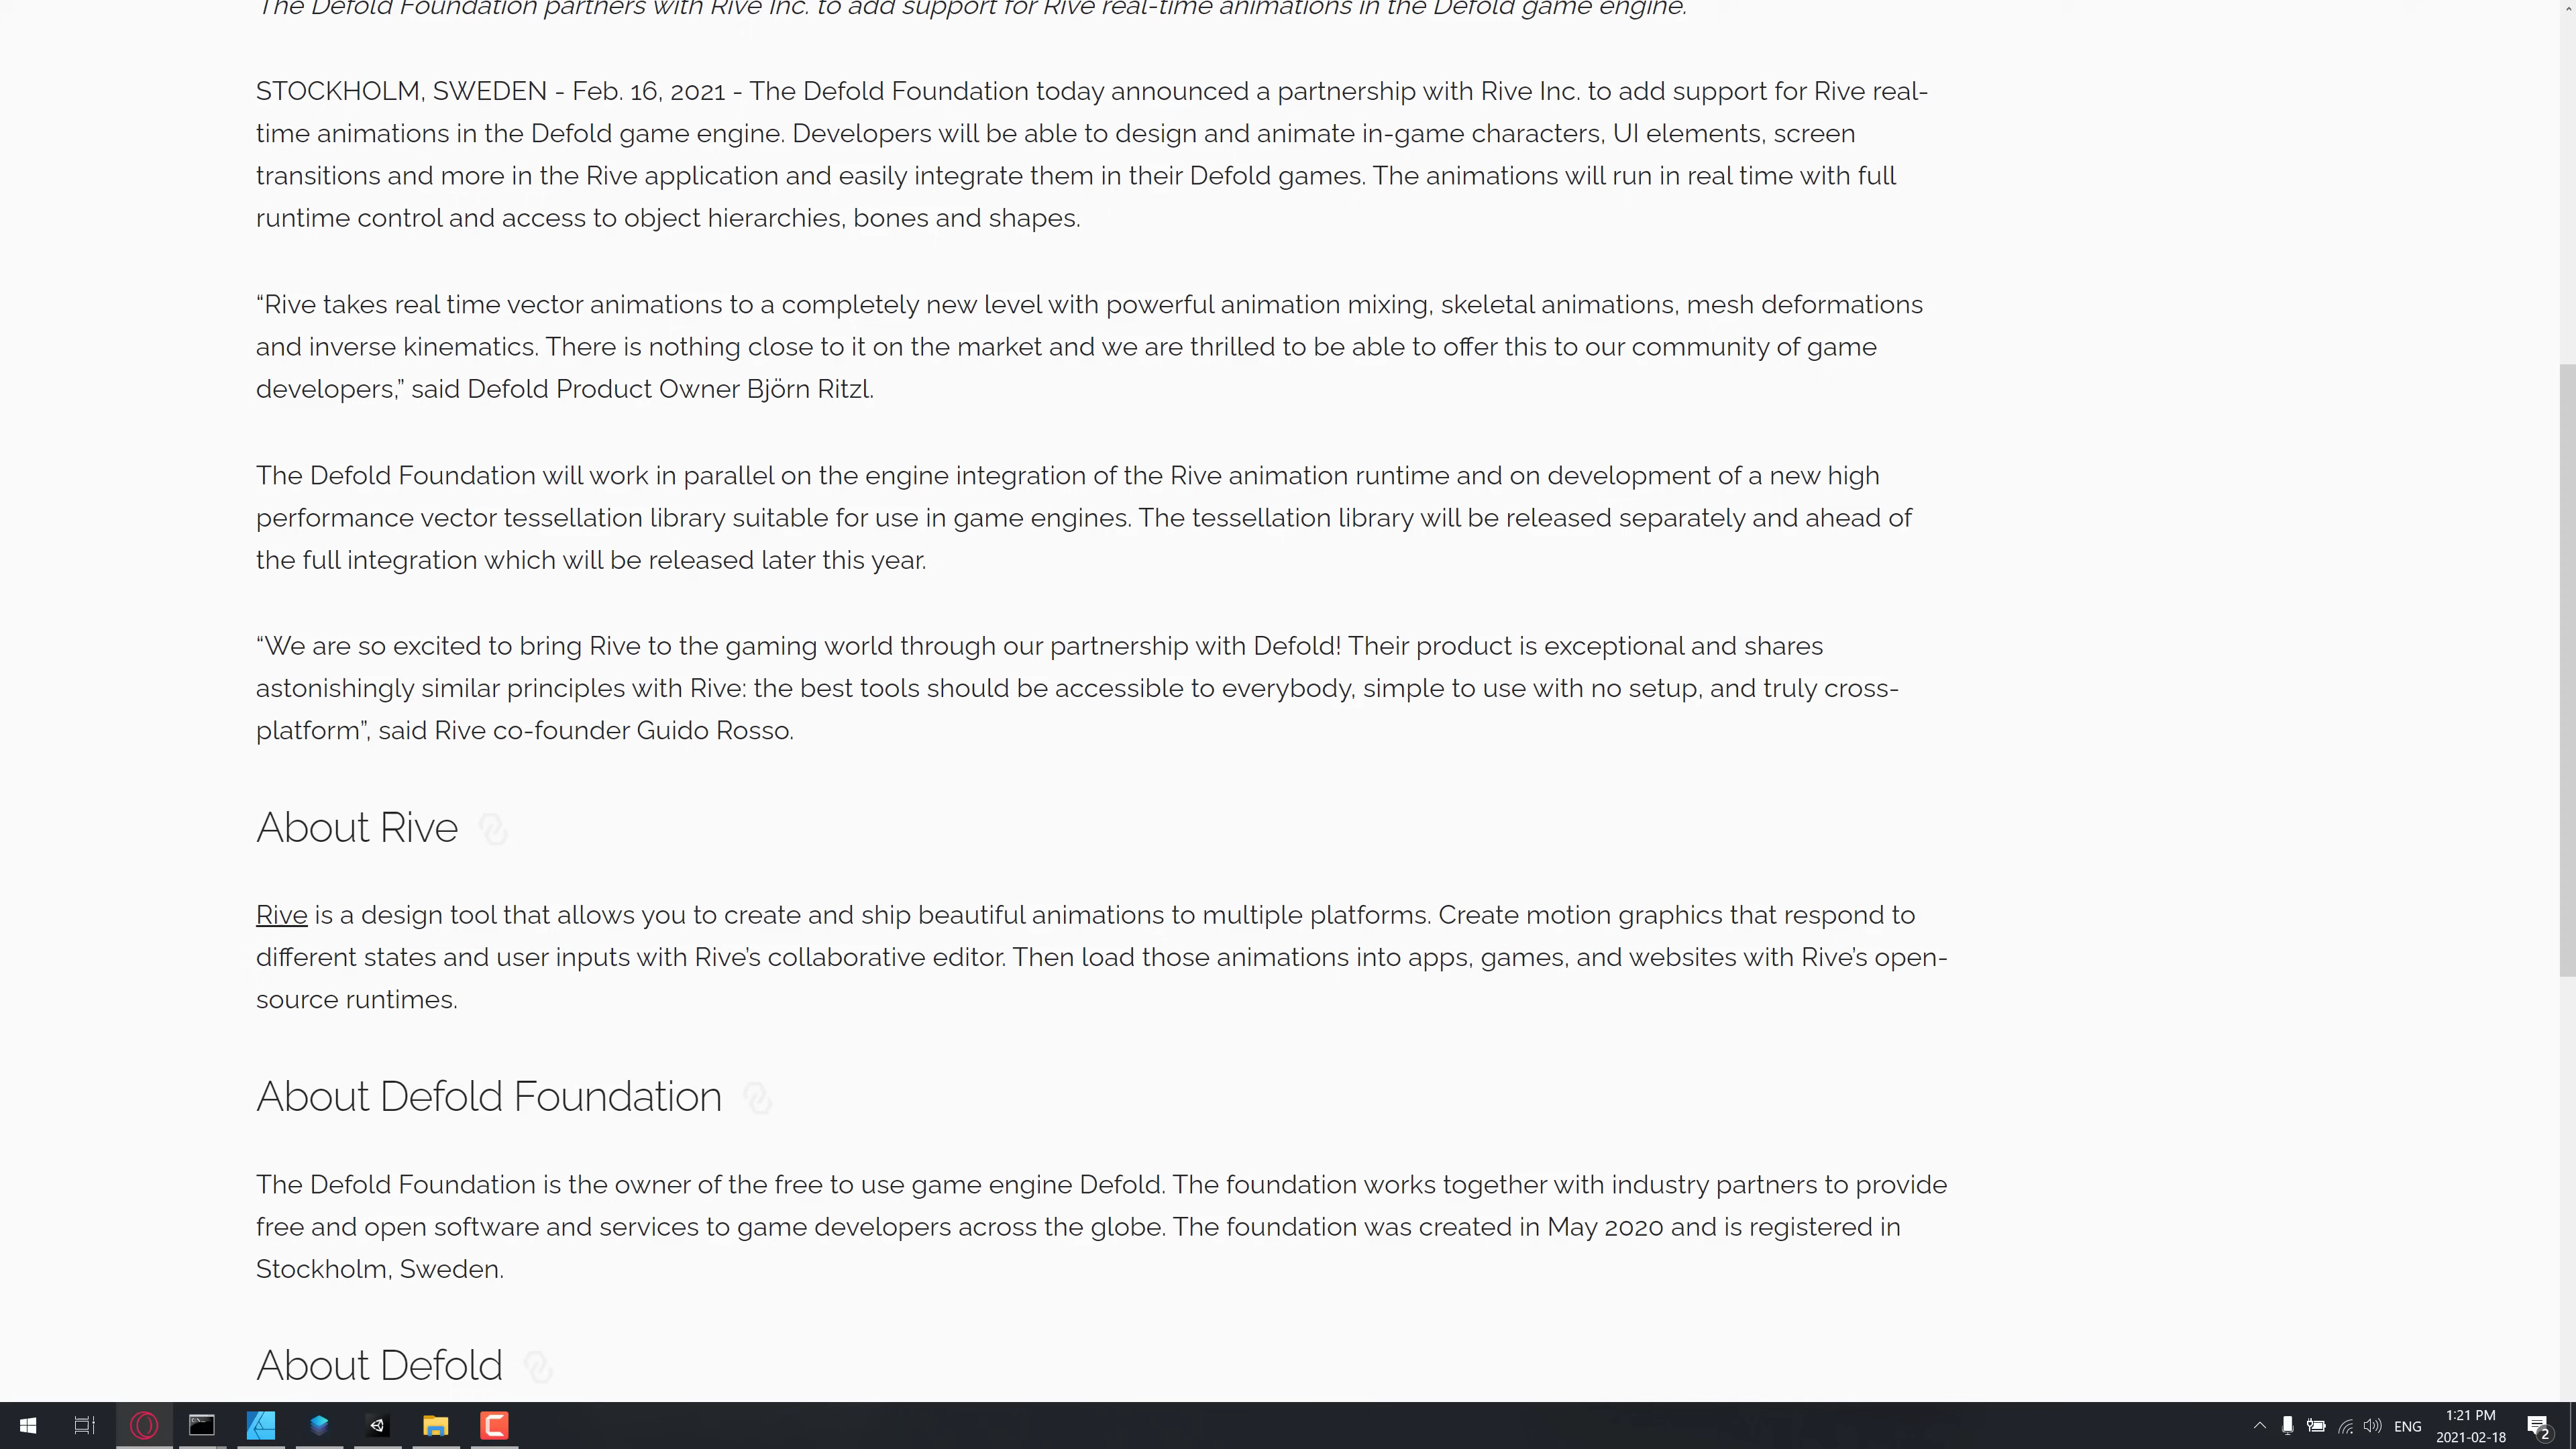 The Defold Foundation partners with Rive Inc. to add support for Rive real-time animations in the Defold game engine.
STOCKHOLM, SWEDEN - Feb. 16, 2021 - The Defold Foundation today announced a partnership with Rive Inc. to add support for Rive real-
time animations in the Defold game engine. Developers will be able to design and animate in-game characters, UI elements, screen
transitions and more in the Rive application and easily integrate them in their Defold games. The animations will run in real time with full
runtime control and access to object hierarchies, bones and shapes.
“Rive takes real time vector animations to a completely new level with powerful animation mixing, skeletal animations, mesh deformations
and inverse kinematics. There is nothing close to it on the market and we are thrilled to be able to offer this to our community of game
developers,” said Defold Product Owner Björn Ritzl.
The Defold Foundation will work in parallel on the engine integration of the Rive animation runtime and on development of a new high
performance vector tessellation library suitable for use in game engines. The tessellation library will be released separately and ahead of
the full integration which will be released later this year.
“We are so excited to bring Rive to the gaming world through our partnership with Defold! Their product is exceptional and shares
astonishingly similar principles with Rive: the best tools should be accessible to everybody, simple to use with no setup, and truly cross-
platform”, said Rive co-founder Guido Rosso.
About Rive
Rive is a design tool that allows you to create and ship beautiful animations to multiple platforms. Create motion graphics that respond to
different states and user inputs with Rive’s collaborative editor. Then load those animations into apps, games, and websites with Rive’s open-
source runtimes.
About Defold Foundation
The Defold Foundation is the owner of the free to use game engine Defold. The foundation works together with industry partners to provide
free and open software and services to game developers across the globe. The foundation was created in May 2020 and is registered in
Stockholm, Sweden.
About Defold
ENG
1:21 PM
2021-02-18
2